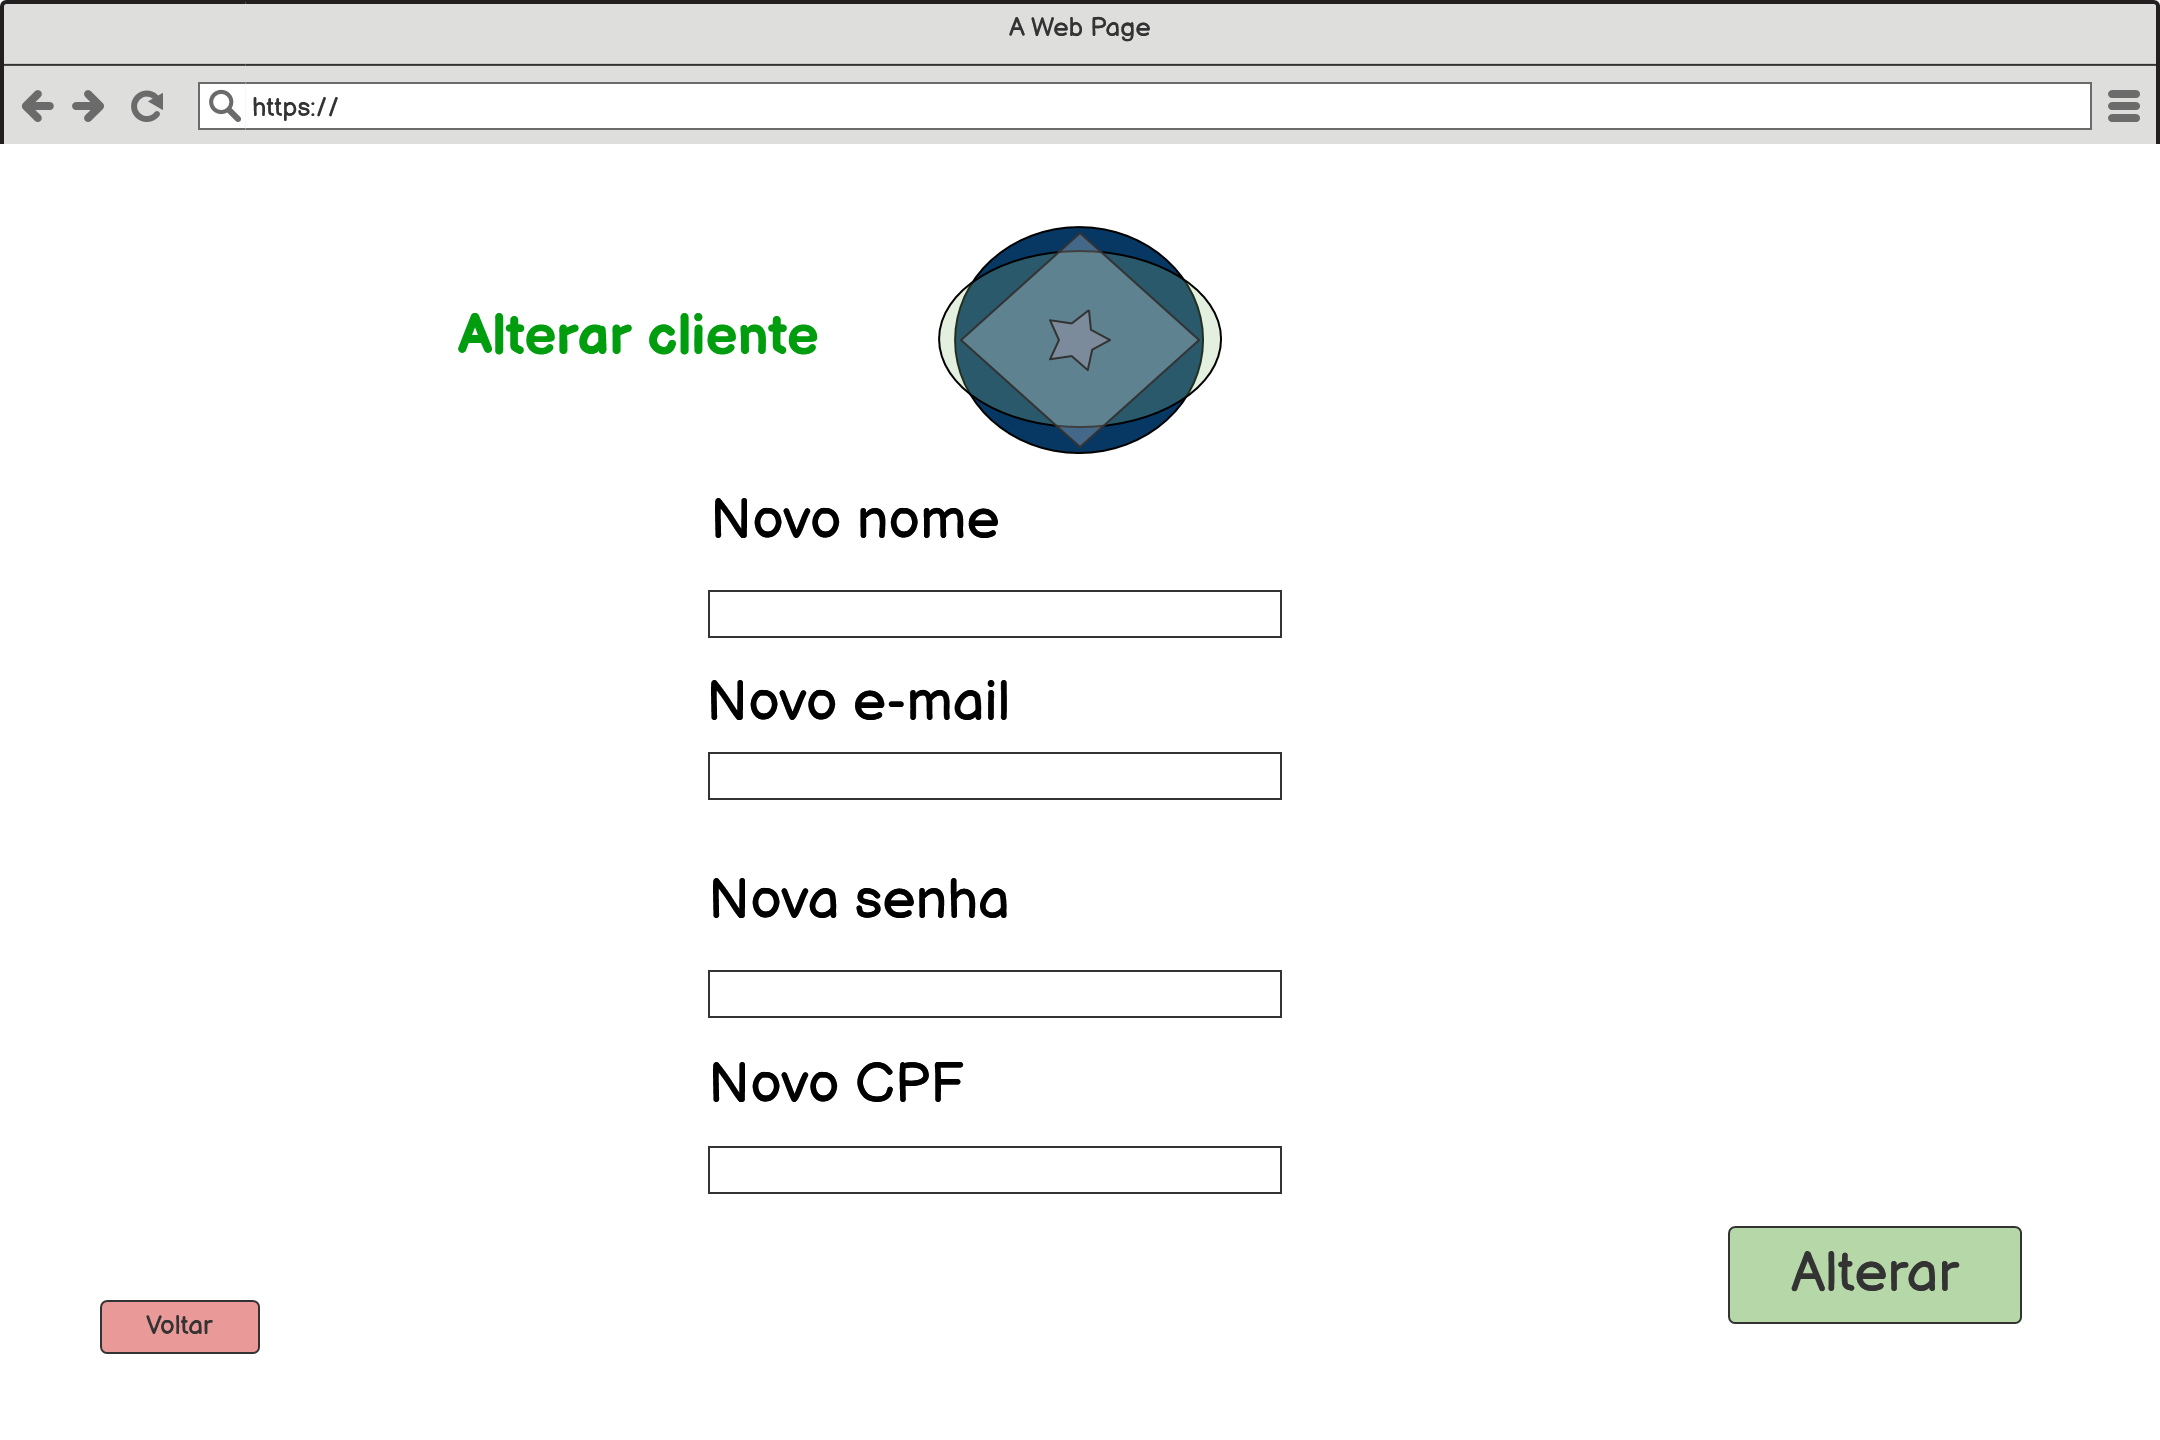 A Web Page
https://
Alterar cliente
Novo nome
Novo e-mail
Nova senha
Novo CPF
Alterar
Voltar